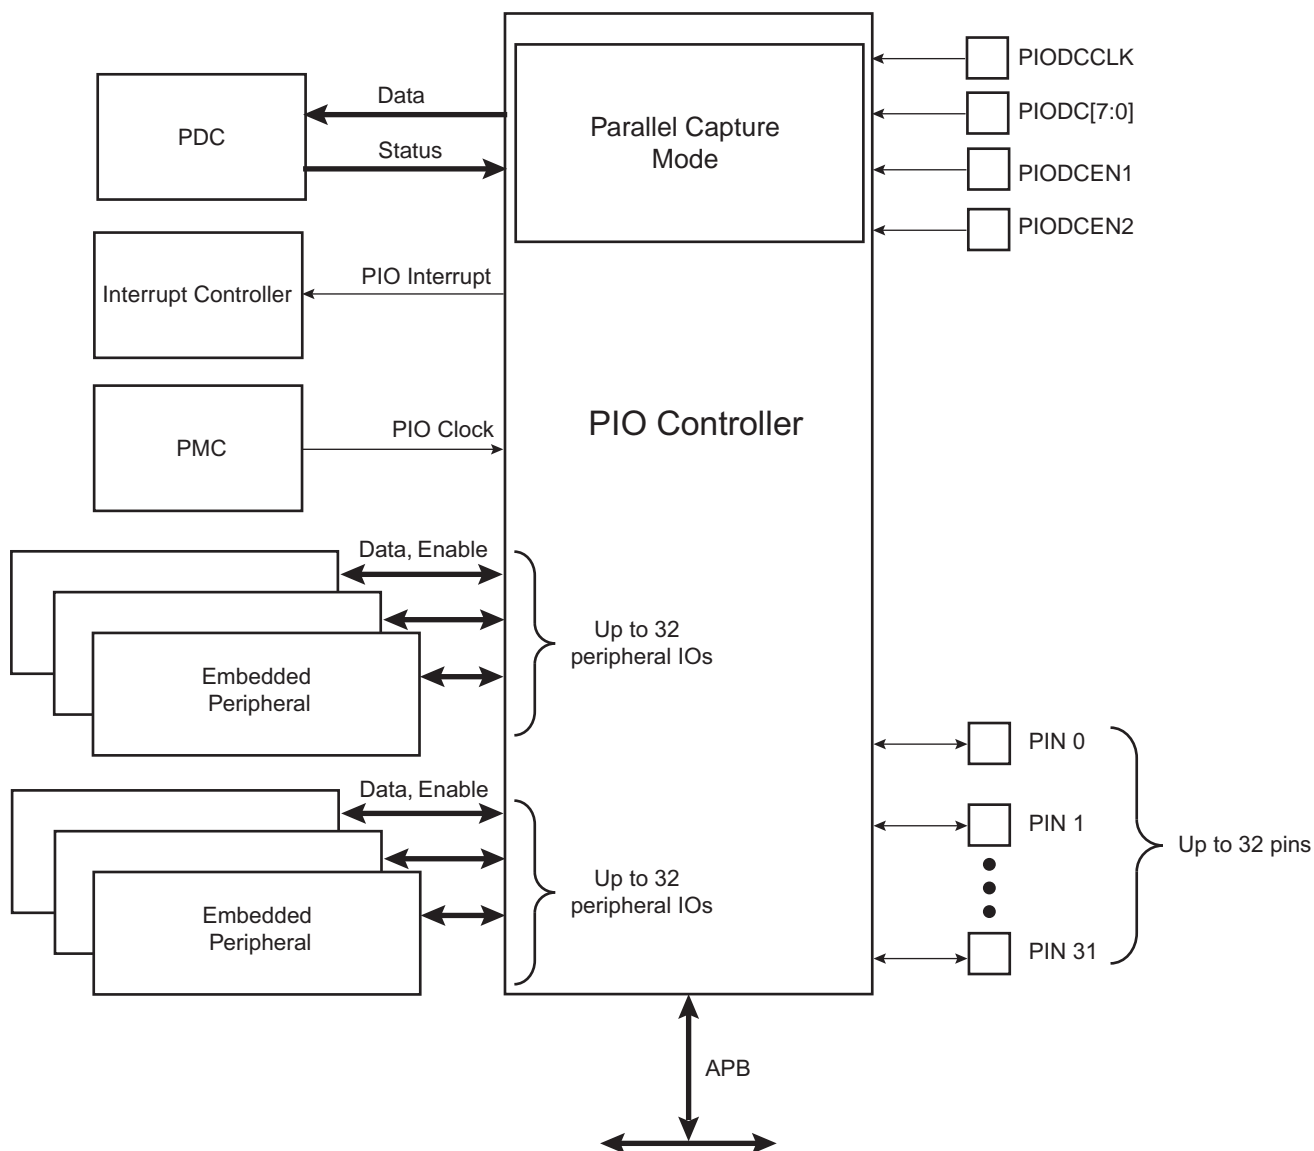 PIODCCLK
Data
PIODC[7:0]
Parallel Capture
Mode
PDC
Status
PIODCEN1
PIODCEN2
PIO Interrupt
Interrupt Controller
PIO Controller
PIO Clock
PMC
Data, Enable
Up to 32
peripheral IOs
Embedded
Peripheral
PIN 0
Data, Enable
PIN 1
Up to 32 pins
Up to 32
peripheral IOs
Embedded
Peripheral
PIN 31
APB